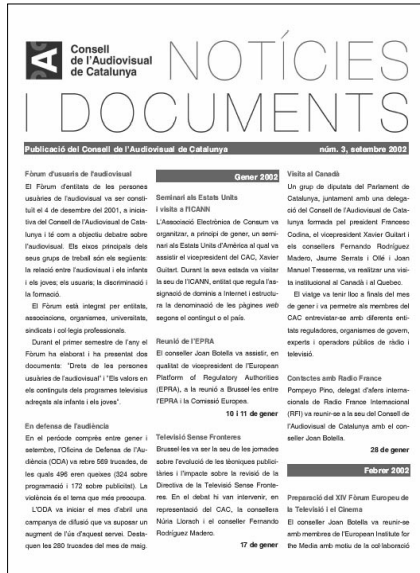 Consell
de l'Audiovisual
de Catalunya
NOTÍCIES
I DOCUMENTS
Publicació del Consell de l'Audiovisual de Catalunya
núm. 3, setembre 2002
Fòrum d'usuaris de l'audiovisual
El Fòrum d'entitats de les persones
usuàries de l'audiovisual va ser consti-
tuït el 4 de desembre del 2001, a inicia-
tiva del Consell de l'Audiovisual de Cata-
lunya i té com a objectiu debatre sobre
l'audiovisual. Els eixos principals dels
seus grups de treball són els següents:
la relació entre l'audiovisual i els infants
i els joves; els usuaris; la discriminació i
la formació.
El Fòrum està integrat per entitats,
associacions, organismes, universitats,
sindicats i col·legis professionals.
Durant el primer semestre de l'any el
Fòrum ha elaborat i ha presentat dos
documents: "Drets de les persones
usuàries de l'audiovisual" i "Els valors en
els continguts dels programes televisius
adreçats als infants i els joves".
En defensa de l'audiència
En el període comprès entre gener i
setembre, l'Oficina de Defensa de l'Au-
diència (ODA) va rebre 569 trucades, de
les quals 496 eren queixes (324 sobre
programació i 172 sobre publicitat). La
violència és el tema que més preocupa.
L'ODA va iniciar el mes d'abril una
campanya de difusió que va suposar un
augment de l'ús d'aquest servei. Desta-
quen les 280 trucades del mes de maig.
Gener 2002
Seminari als Estats Units
i visita a l'ICANN
L'Associació Electrònica de Consum va
organitzar, a principi de gener, un semi-
nari als Estats Units d'Amèrica al qual va
assistir el vicepresident del CAC, Xavier
Guitart. Durant la seva estada va visitar
la seu de l'ICANN, entitat que regula l'as-
signació de dominis a Internet i estructu-
ra la denominació de les pàgines web
segons el contingut o el país.
Reunió de l'EPRA
El conseller Joan Botella va assistir, en
qualitat de vicepresident de l'European
Platform of Regulatory Authorities
(EPRA), a la reunió a Brussel·les entre
l'EPRA i la Comissió Europea.
10 i 11 de gener
Televisió Sense Fronteres
Brussel·les va ser la seu de les jornades
sobre l'evolució de les tècniques publici-
tàries i l'impacte sobre la revisió de la
Directiva de la Televisió Sense Fronte-
res. En el debat hi van intervenir, en
representació del CAC, la consellera
Núria Llorach i el conseller Fernando
Rodríguez Madero.
17 de gener
Visita al Canadà
Un grup de diputats del Parlament de
Catalunya, juntament amb una delega-
ció del Consell de l'Audiovisual de Cata-
lunya formada pel president Francesc
Codina, el vicepresident Xavier Guitart i
els consellers Fernando Rodríguez
Madero, Jaume Serrats i Ollé i Joan
Manuel Tresserras, va realitzar una visi-
ta institucional al Canadà i al Quebec.
El viatge va tenir lloc a finals del mes
de gener i va permetre als membres del
CAC entrevistar-se amb diferents enti-
tats reguladores, organismes de govern,
experts i operadors públics de ràdio i
televisió.
Contactes amb Radio France
Pompeyo Pino, delegat d'afers interna-
cionals de Radio France Internacional
(RFI) va reunir-se a la seu del Consell de
l'Audiovisual de Catalunya amb el con-
seller Joan Botella.
28 de gener
Febrer 2002
Preparació del XIV Fòrum Europeu de
la Televisió i el Cinema
El conseller Joan Botella va reunir-se
amb membres de l'European Institute for
the Media amb motiu de la col·laboració